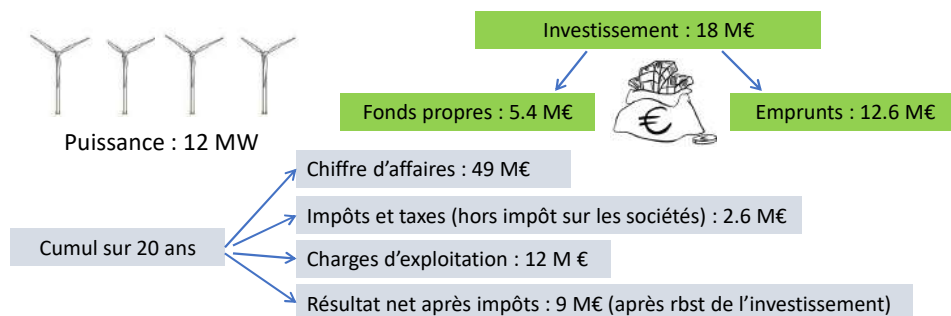 Investissement : 18 M€
Fonds propres : 5.4 M€
€
Emprunts : 12.6 M€
Puissance : 12 MW
Chiffre d’affaires : 49 M€
Impôts et taxes (hors impôt sur les sociétés) : 2.6 M€
Cumul sur 20 ans
Charges d’exploitation : 12 M €
Résultat net après impôts : 9 M€ (après rbst de l’investissement)